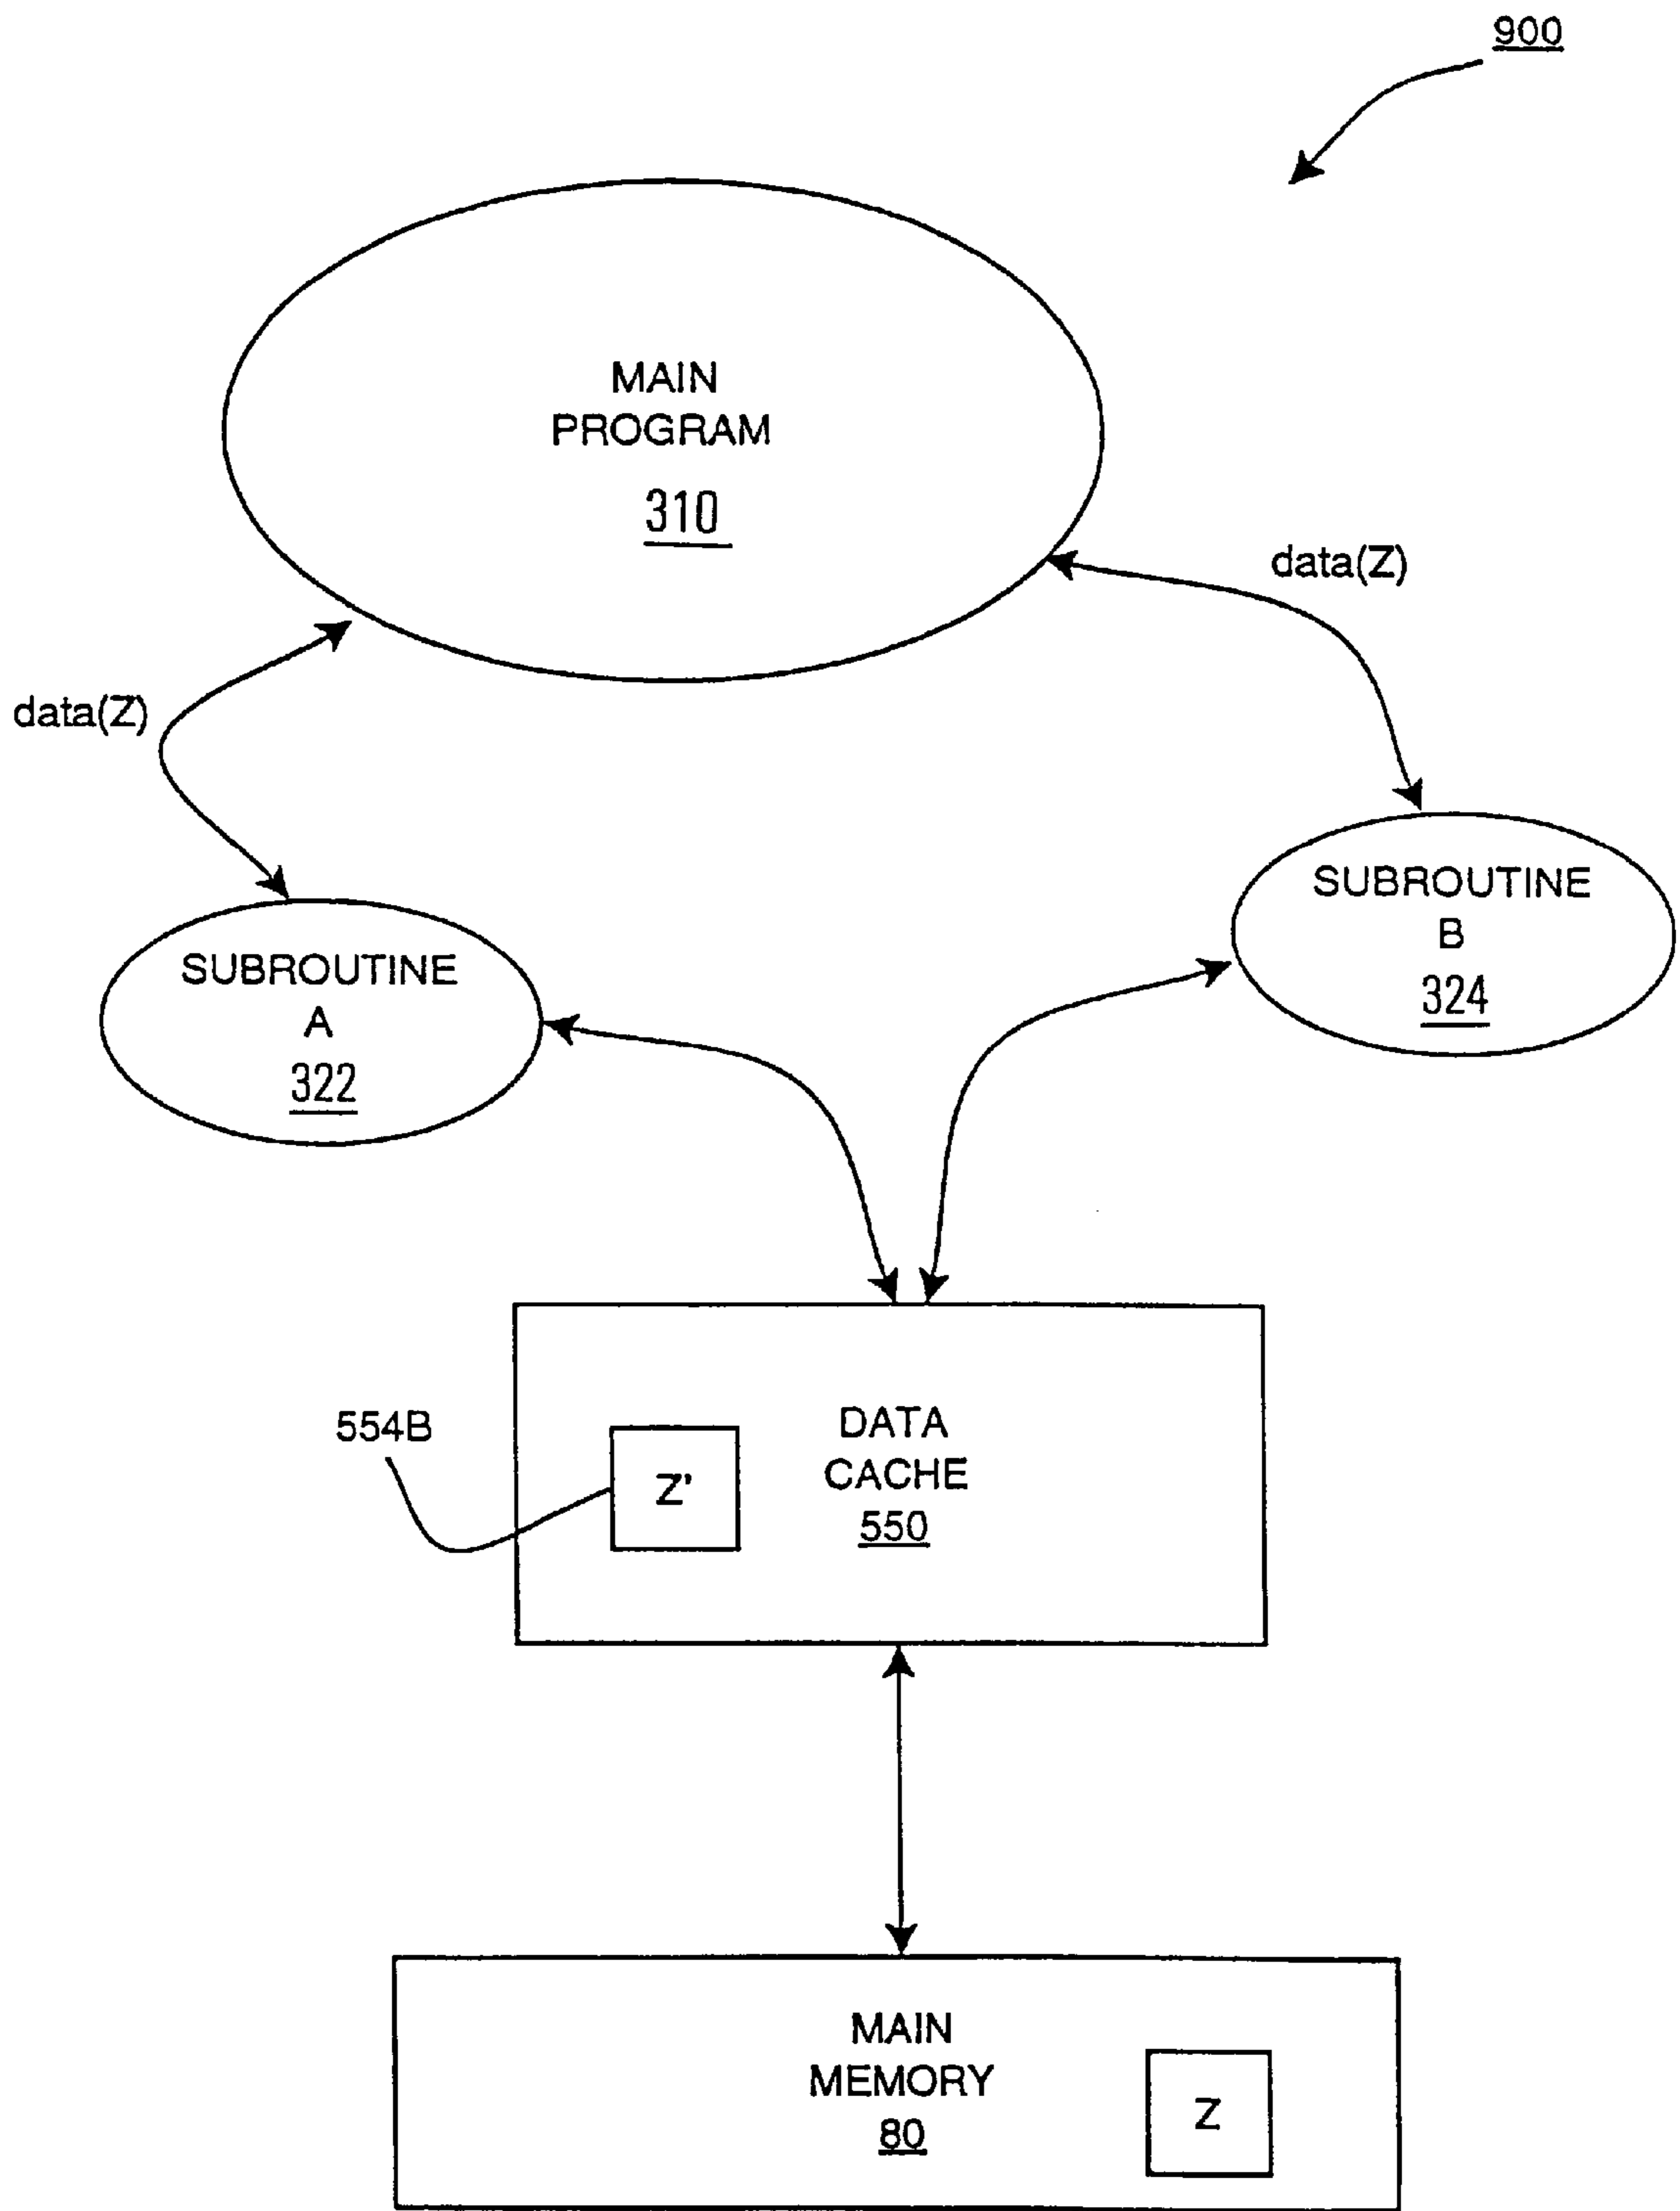 900
MAIN
PROGRAM
310
data(Z)
data(Z)
SUBROUTINE
A
322
SUBROUTINE
B
324
554B
Z'
DATA
CACHE
550
MAIN
MEMORY
80
Z